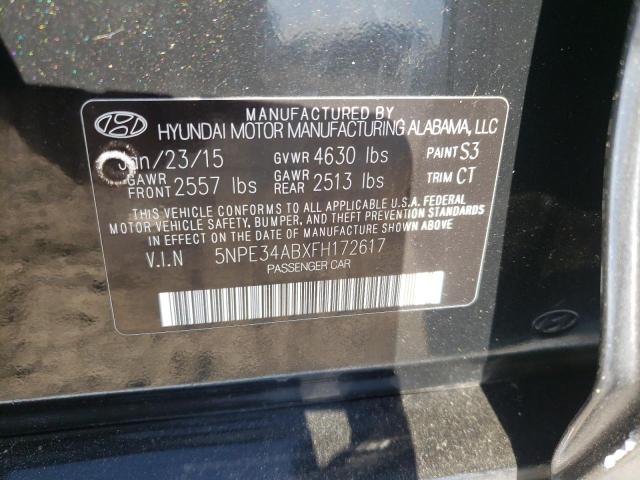 MANUFACTURED BY
HYUNDAI MOTOR MANUFACTURING ALABAMA, LLC
Jan/23/15 GVWR 4630 lbs PAINT S3
GAWR FRONT 2557 lbs GAWR REAR 2513 lbs TRIM CT
THIS VEHICLE CONFORMS TO ALL APPLICABLE U.S.A. FEDERAL
MOTOR VEHICLE SAFETY, BUMPER, AND THEFT PREVENTION STANDARDS
IN EFFECT ON THE DATE OF MANUFACTURE SHOWN ABOVE
V.I.N 5NPE34ABXFH172617
PASSENGER CAR